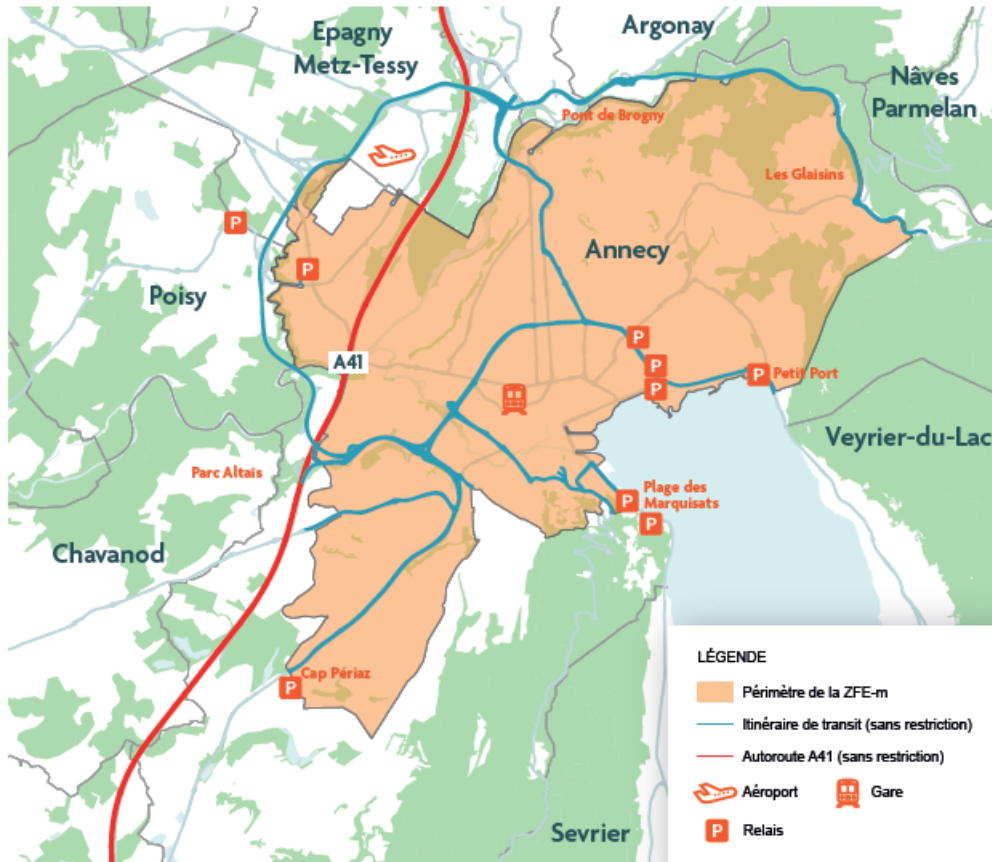 Epagny
Metz-Tessy
Argonay
Nâves
Parmelan
Pont de Brogny
Les Glaisins
P
Annecy
P
Poisy
P
A41
P
P
P
Petit Port
Veyrier-du-Lac
Parc Altaïs
Plage des
Marquisats
P
P
Chavanod
Cap Périaz
P
Sevrier
LÉGENDE
Périmètre de la ZFE-m
Itinéraire de transit (sans restriction)
Autoroute A41 (sans restriction)
Aéroport
Gare
P
Relais